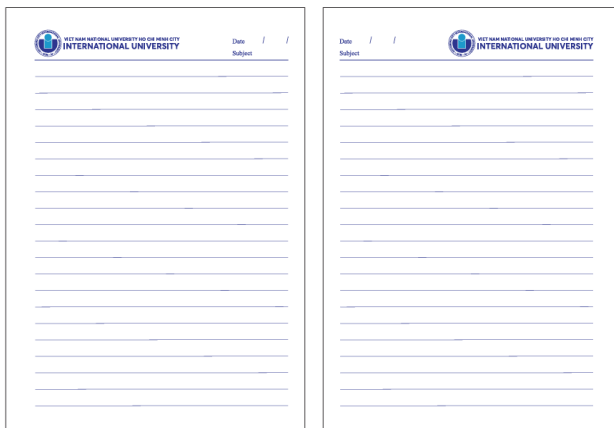 VIET NAM NATIONAL UNIVERSITY HO CHI MINH CITY
INTERNATIONAL UNIVERSITY
Date / /
Subject
Date / /
Subject
VIET NAM NATIONAL UNIVERSITY HO CHI MINH CITY
INTERNATIONAL UNIVERSITY